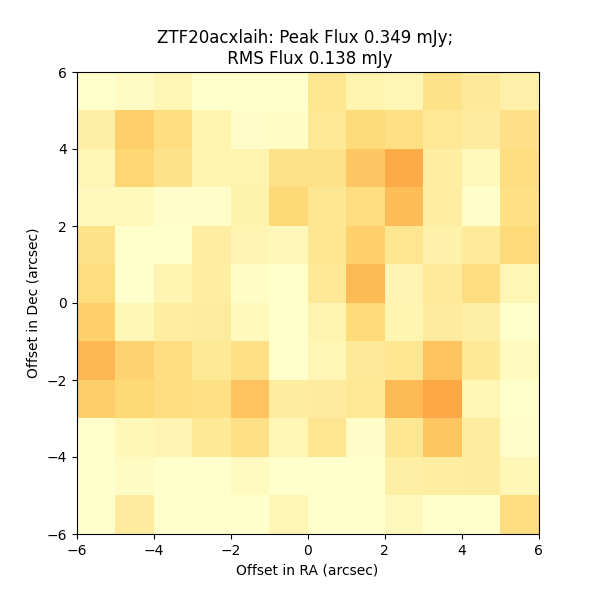 ZTF20acxlaih: Peak Flux 0.349 mJy;
RMS Flux 0.138 mJy
6
4
2
0
−2
−4
−6
Offset in Dec (arcsec)
−6 −4 −2 0 2 4 6
Offset in RA (arcsec)